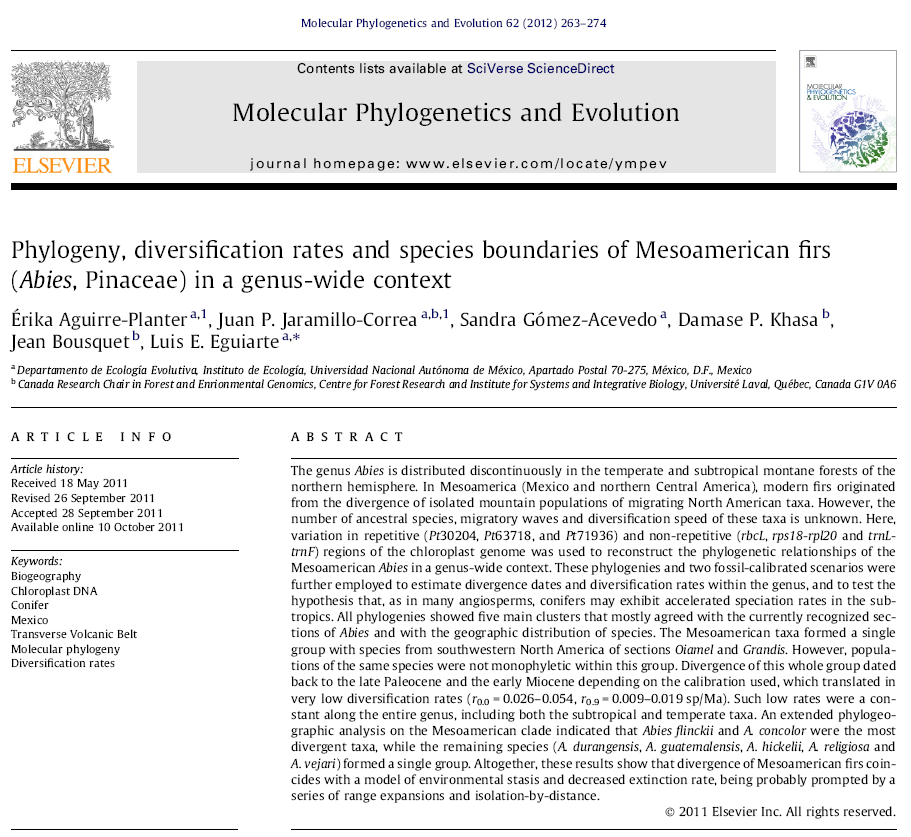 Molecular Phylogenetics and Evolution 62 (2012) 263–274
Contents lists available at SciVerse ScienceDirect
Molecular Phylogenetics and Evolution
journal homepage: www.elsevier.com/locate/ympev
ELSEVIER
MOLECULAR
PHYLOGENETICS
& EVOLUTION
Phylogeny, diversification rates and species boundaries of Mesoamerican firs
(Abies, Pinaceae) in a genus-wide context
Érika Aguirre-Planter a,1, Juan P. Jaramillo-Correa a,b,1, Sandra Gómez-Acevedo a, Damase P. Khasa b,
Jean Bousquet b, Luis E. Eguiarte a,*
a Departamento de Ecología Evolutiva, Instituto de Ecología, Universidad Nacional Autónoma de México, Apartado Postal 70-275, México, D.F., Mexico
b Canada Research Chair in Forest and Enrionmental Genomics, Centre for Forest Research and Institute for Systems and Integrative Biology, Université Laval, Québec, Canada G1V 0A6
ARTICLE INFO
Article history:
Received 18 May 2011
Revised 26 September 2011
Accepted 28 September 2011
Available online 10 October 2011
Keywords:
Biogeography
Chloroplast DNA
Conifer
Mexico
Transverse Volcanic Belt
Molecular phylogeny
Diversification rates
ABSTRACT
The genus Abies is distributed discontinuously in the temperate and subtropical montane forests of the
northern hemisphere. In Mesoamerica (Mexico and northern Central America), modern firs originated
from the divergence of isolated mountain populations of migrating North American taxa. However, the
number of ancestral species, migratory waves and diversification speed of these taxa is unknown. Here,
variation in repetitive (Pt30204, Pt63718, and Pt71936) and non-repetitive (rbcL, rps18-rpl20 and trnL-
trnF) regions of the chloroplast genome was used to reconstruct the phylogenetic relationships of the
Mesoamerican Abies in a genus-wide context. These phylogenies and two fossil-calibrated scenarios were
further employed to estimate divergence dates and diversification rates within the genus, and to test the
hypothesis that, as in many angiosperms, conifers may exhibit accelerated speciation rates in the sub-
tropics. All phylogenies showed five main clusters that mostly agreed with the currently recognized sec-
tions of Abies and with the geographic distribution of species. The Mesoamerican taxa formed a single
group with species from southwestern North America of sections Oiamel and Grandis. However, popula-
tions of the same species were not monophyletic within this group. Divergence of this whole group dated
back to the late Paleocene and the early Miocene depending on the calibration used, which translated in
very low diversification rates (r0.0 = 0.026–0.054, r0.9 = 0.009–0.019 sp/Ma). Such low rates were a con-
stant along the entire genus, including both the subtropical and temperate taxa. An extended phylogeo-
graphic analysis on the Mesoamerican clade indicated that Abies flinckii and A. concolor were the most
divergent taxa, while the remaining species (A. durangensis, A. guatemalensis, A. hickelii, A. religiosa and
A. vejari) formed a single group. Altogether, these results show that divergence of Mesoamerican firs coin-
cides with a model of environmental stasis and decreased extinction rate, being probably prompted by a
series of range expansions and isolation-by-distance.
© 2011 Elsevier Inc. All rights reserved.